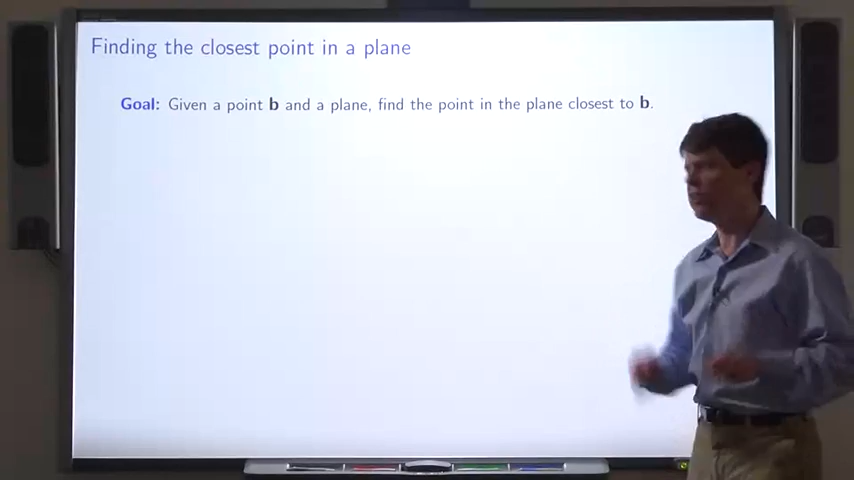 Finding the closest point in a plane
Goal: Given a point b and a plane, find the point in the plane closest to b.